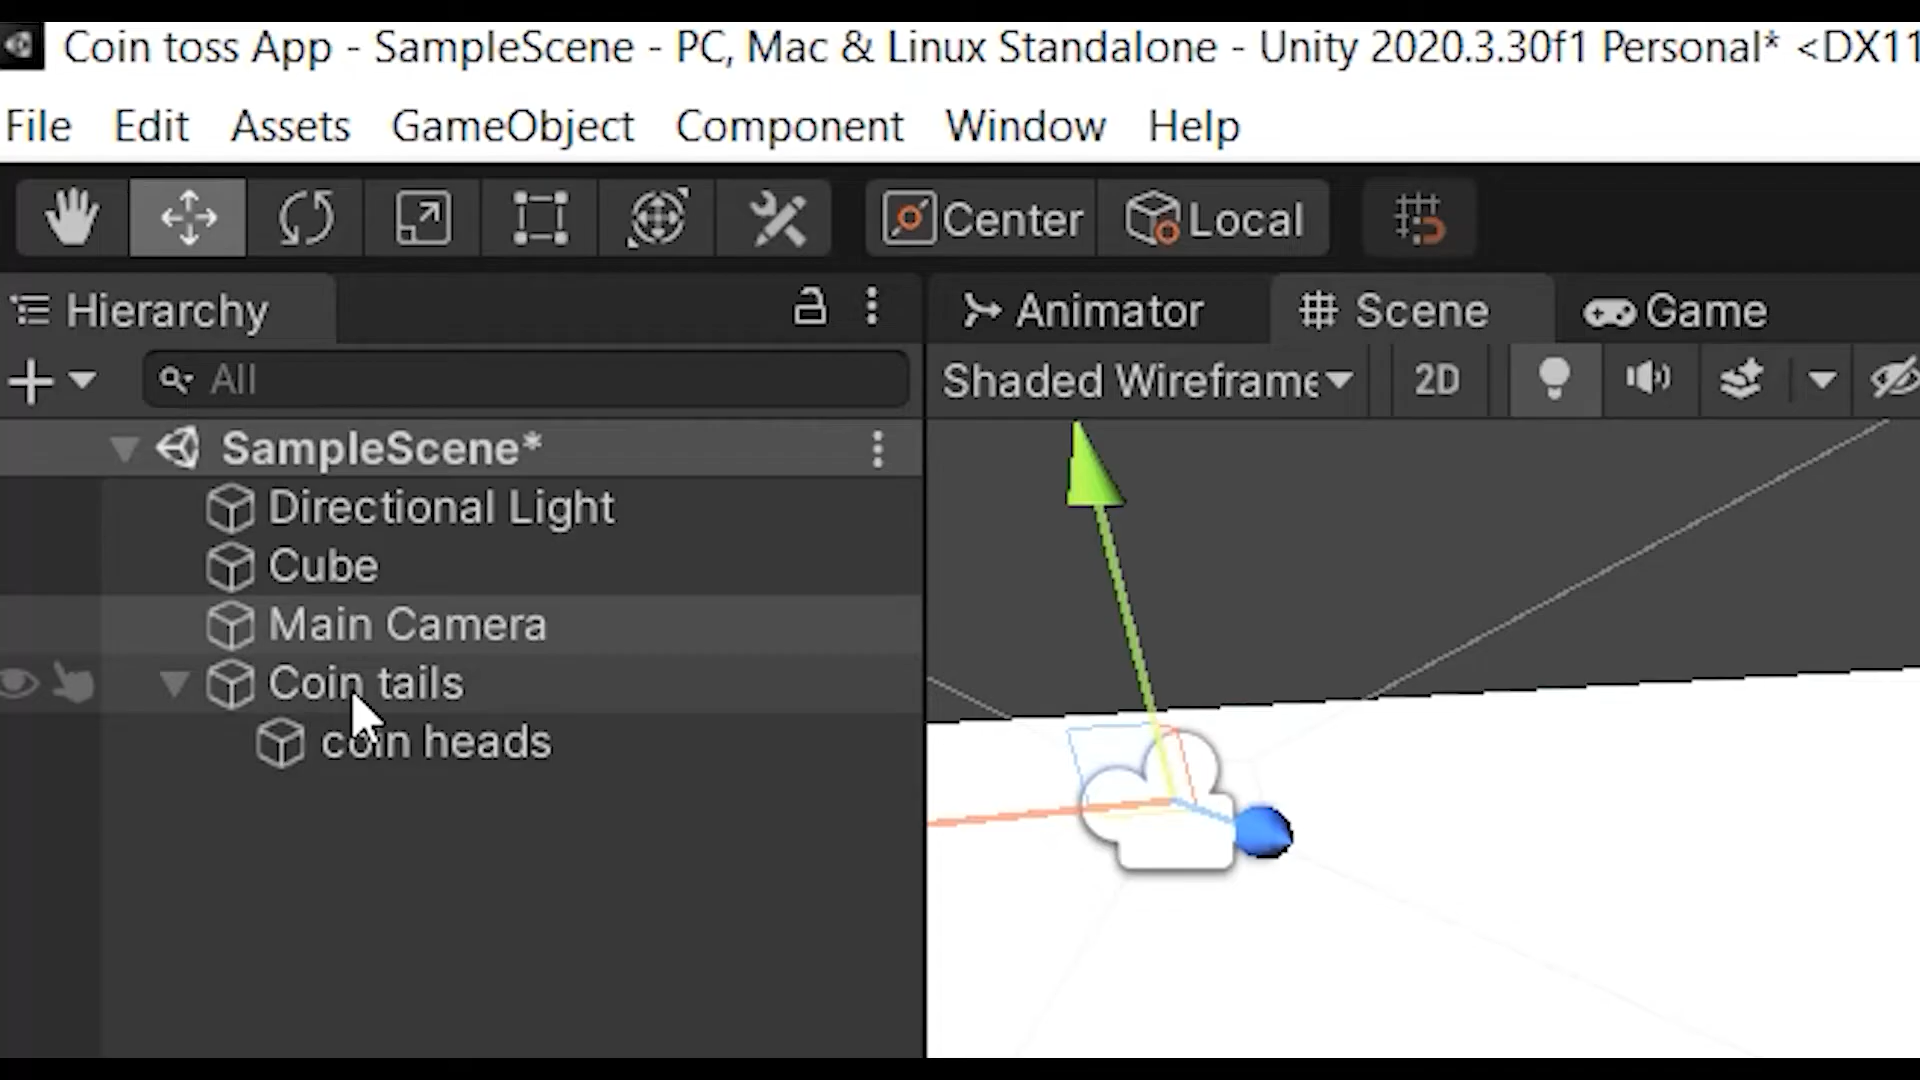 Coin toss App - SampleScene - PC, Mac & Linux Standalone - Unity 2020.3.30f1 Personal* <DX11
File Edit Assets GameObject Component Window Help
Center Local
Hierarchy Animator Scene Game
All Shaded Wireframe 2D
SampleScene*
Directional Light
Cube
Main Camera
Coin tails
coin heads